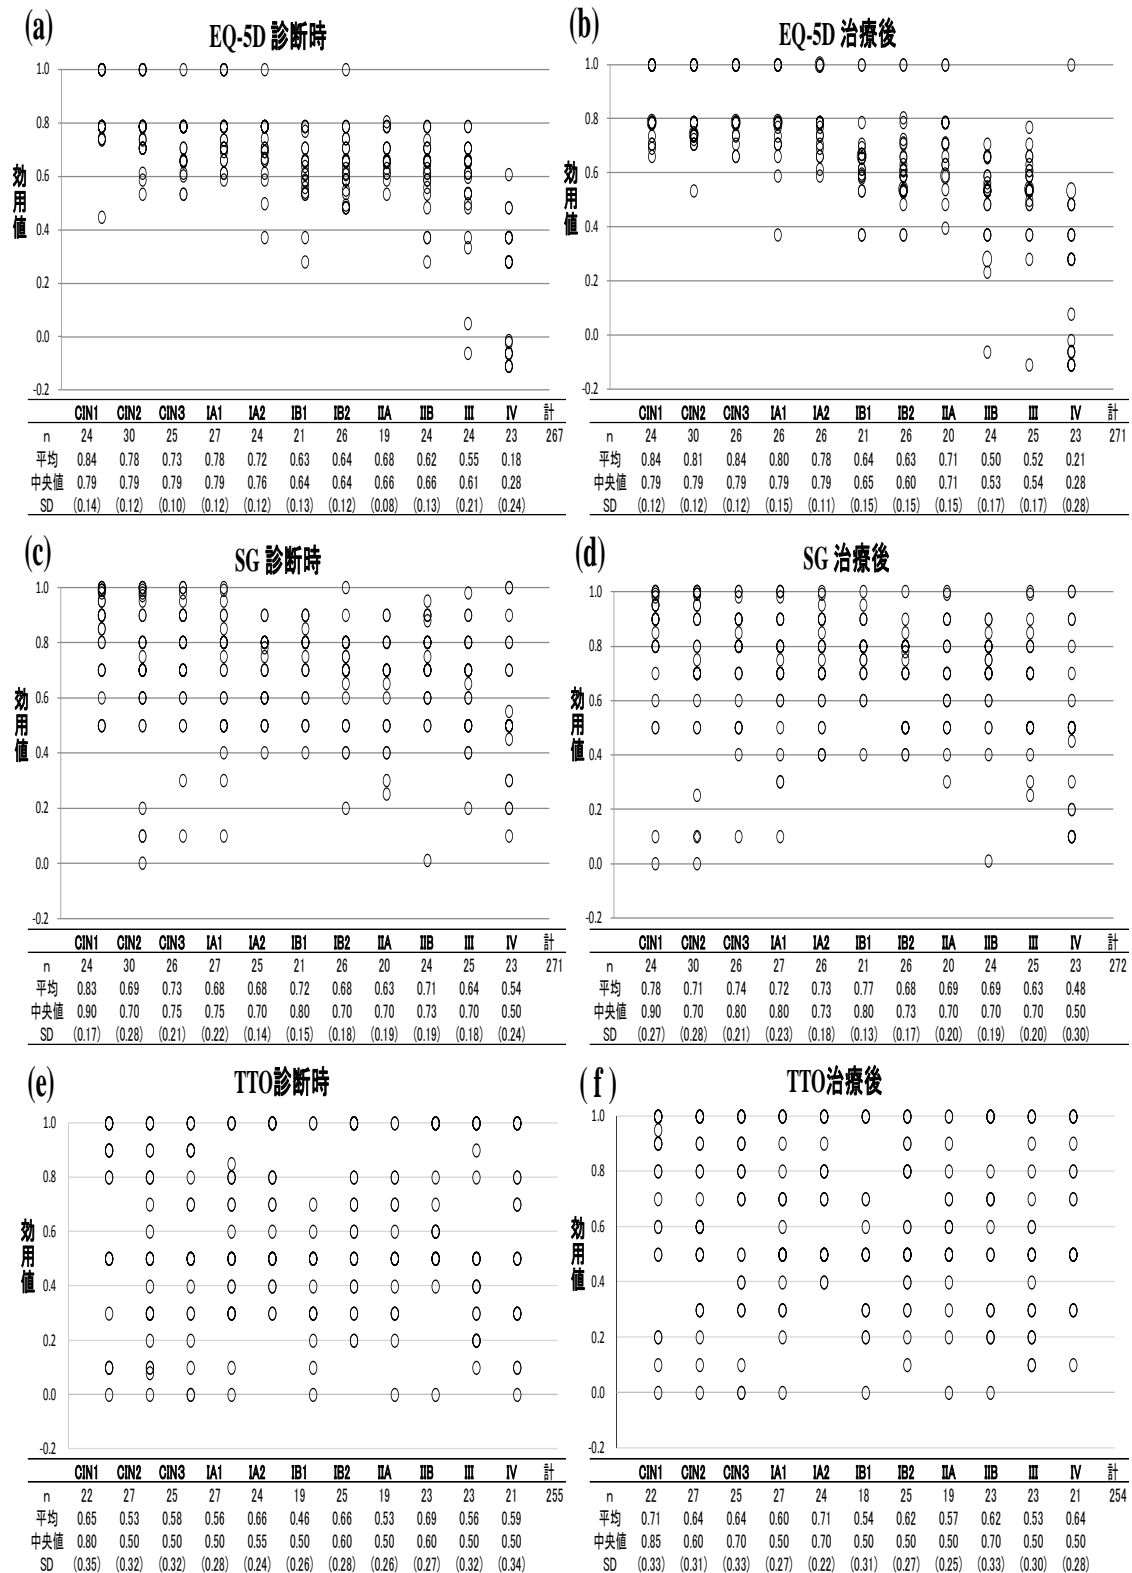 (a)
EQ-5D 診断時
1.0
0.8
0.6
0.4
0.2
0.0
-0.2
効用値
CIN1 CIN2 CIN3 IA1 IA2 IB1 IB2 IIA IIB III IV 計
n 24 30 25 27 24 21 26 19 24 24 23 267
平均 0.84 0.78 0.73 0.78 0.72 0.63 0.64 0.68 0.62 0.55 0.18
中央値 0.79 0.79 0.79 0.79 0.76 0.64 0.64 0.66 0.66 0.61 0.28
SD (0.14) (0.12) (0.10) (0.12) (0.12) (0.13) (0.12) (0.08) (0.13) (0.21) (0.24)
(b)
EQ-5D 治療後
1.0
0.8
0.6
0.4
0.2
0.0
-0.2
効用値
CIN1 CIN2 CIN3 IA1 IA2 IB1 IB2 IIA IIB III IV 計
n 24 30 26 26 26 21 26 20 24 25 23 271
平均 0.84 0.81 0.84 0.80 0.78 0.64 0.63 0.71 0.50 0.52 0.21
中央値 0.79 0.79 0.79 0.79 0.79 0.65 0.60 0.71 0.53 0.54 0.28
SD (0.12) (0.12) (0.12) (0.15) (0.11) (0.15) (0.15) (0.15) (0.17) (0.17) (0.28)
(c)
SG 診断時
1.0
0.8
0.6
0.4
0.2
0.0
-0.2
効用値
CIN1 CIN2 CIN3 IA1 IA2 IB1 IB2 IIA IIB III IV 計
n 24 30 26 27 25 21 26 20 24 25 23 271
平均 0.83 0.69 0.73 0.68 0.68 0.72 0.68 0.63 0.71 0.64 0.54
中央値 0.90 0.70 0.75 0.75 0.70 0.80 0.70 0.70 0.73 0.70 0.50
SD (0.17) (0.28) (0.21) (0.22) (0.14) (0.15) (0.18) (0.19) (0.19) (0.18) (0.24)
(d)
SG 治療後
1.0
0.8
0.6
0.4
0.2
0.0
-0.2
効用値
CIN1 CIN2 CIN3 IA1 IA2 IB1 IB2 IIA IIB III IV 計
n 24 30 26 27 26 21 26 20 24 25 23 272
平均 0.78 0.71 0.74 0.72 0.73 0.77 0.68 0.69 0.69 0.63 0.48
中央値 0.90 0.70 0.80 0.80 0.73 0.80 0.73 0.70 0.70 0.70 0.50
SD (0.27) (0.28) (0.21) (0.23) (0.18) (0.13) (0.17) (0.20) (0.19) (0.20) (0.30)
(e)
TTO診断時
1.0
0.8
0.6
0.4
0.2
0.0
-0.2
効用値
CIN1 CIN2 CIN3 IA1 IA2 IB1 IB2 IIA IIB III IV 計
n 22 27 25 27 24 19 25 19 23 23 21 255
平均 0.65 0.53 0.58 0.56 0.66 0.46 0.66 0.53 0.69 0.56 0.59
中央値 0.80 0.50 0.50 0.50 0.55 0.50 0.60 0.50 0.60 0.50 0.50
SD (0.35) (0.32) (0.32) (0.28) (0.24) (0.26) (0.28) (0.26) (0.27) (0.32) (0.34)
( f )
TTO治療後
1.0
0.8
0.6
0.4
0.2
0.0
-0.2
効用値
CIN1 CIN2 CIN3 IA1 IA2 IB1 IB2 IIA IIB III IV 計
n 22 27 25 27 24 18 25 19 23 23 21 254
平均 0.71 0.64 0.64 0.60 0.71 0.54 0.62 0.57 0.62 0.53 0.64
中央値 0.85 0.60 0.70 0.50 0.70 0.50 0.50 0.50 0.70 0.50 0.50
SD (0.33) (0.31) (0.33) (0.27) (0.22) (0.31) (0.27) (0.25) (0.33) (0.30) (0.28)